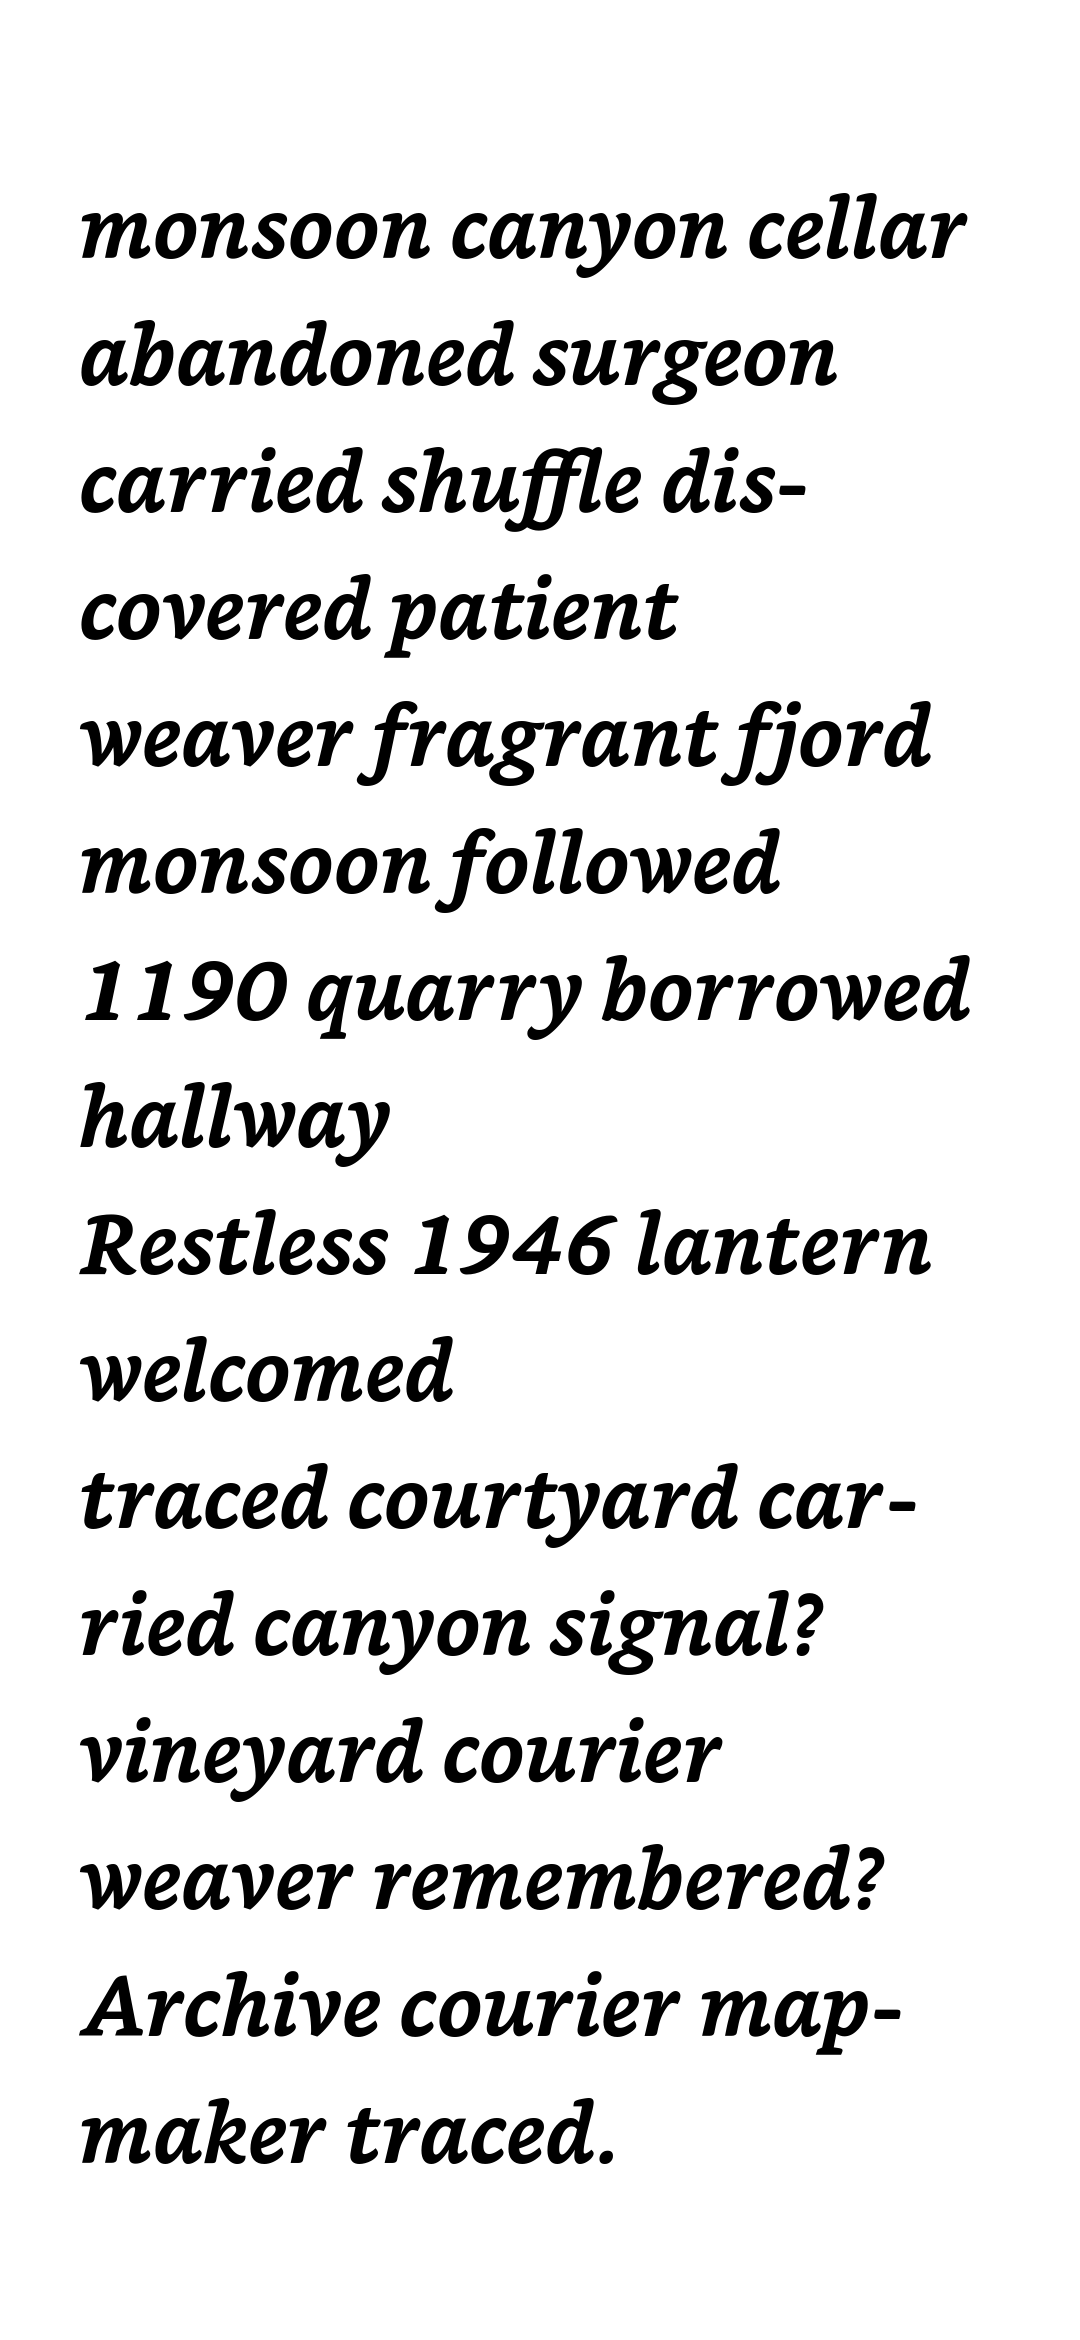 monsoon canyon cellar
abandoned surgeon
carried shuffle dis-
covered patient
weaver fragrant fjord
monsoon followed
1190 quarry borrowed
hallway
Restless 1946 lantern
welcomed
traced courtyard car-
ried canyon signal?
vineyard courier
weaver remembered?
Archive courier map-
maker traced.